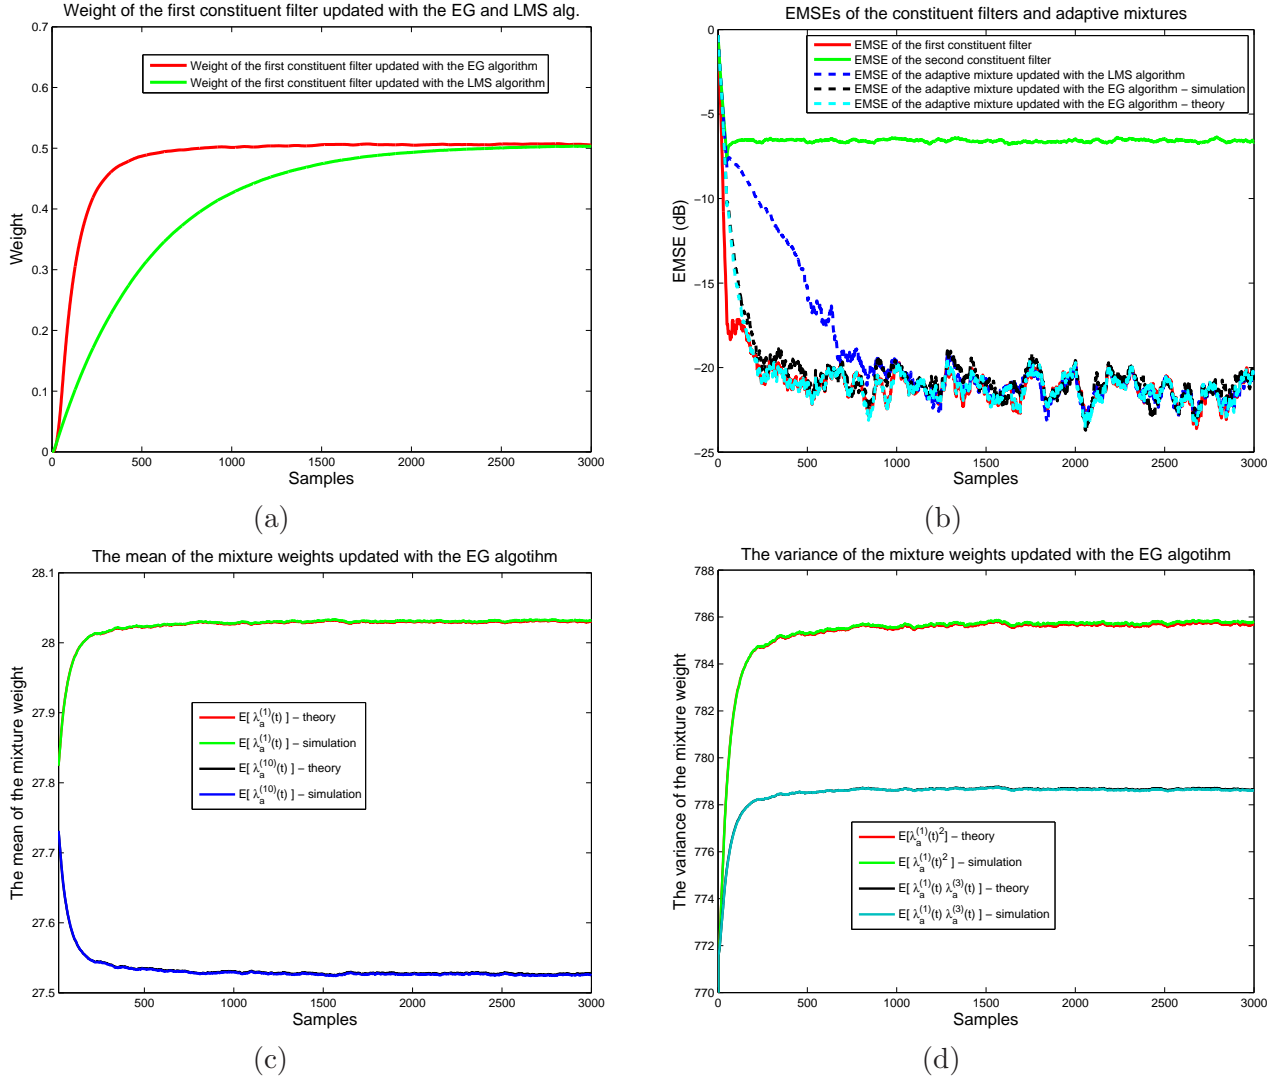 Weight of the first constituent filter updated with the EG and LMS alg.
0.7
0.6
0.5
0.4
0.3
0.2
0.1
0
Weight
Weight of the first constituent filter updated with the EG algorithm
Weight of the first constituent filter updated with the LMS algorithm
0 500 1000 1500 2000 2500 3000
Samples
(a)
EMSEs of the constituent filters and adaptive mixtures
0
−5
−10
−15
−20
−25
EMSE (dB)
EMSE of the first constituent filter
EMSE of the second constituent filter
EMSE of the adaptive mixture updated with the LMS algorithm
EMSE of the adaptive mixture updated with the EG algorithm − simulation
EMSE of the adaptive mixture updated with the EG algorithm − theory
0 500 1000 1500 2000 2500 3000
Samples
(b)
The mean of the mixture weights updated with the EG algotihm
28.1
28
27.9
27.8
27.7
27.6
27.5
The mean of the mixture weight
E[ λ_a^(1)(t) ] − theory
E[ λ_a^(1)(t) ] − simulation
E[ λ_a^(10)(t) ] − theory
E[ λ_a^(10)(t) ] − simulation
500 1000 1500 2000 2500 3000
Samples
(c)
The variance of the mixture weights updated with the EG algotihm
788
786
784
782
780
778
776
774
772
770
The variance of the mixture weight
E[λ_a^(1)(t)^2] − theory
E[ λ_a^(1)(t)^2 ] − simulation
E[ λ_a^(1)(t) λ_a^(3)(t) ] − theory
E[ λ_a^(1)(t) λ_a^(3)(t) ] − simulation
0 500 1000 1500 2000 2500 3000
Samples
(d)